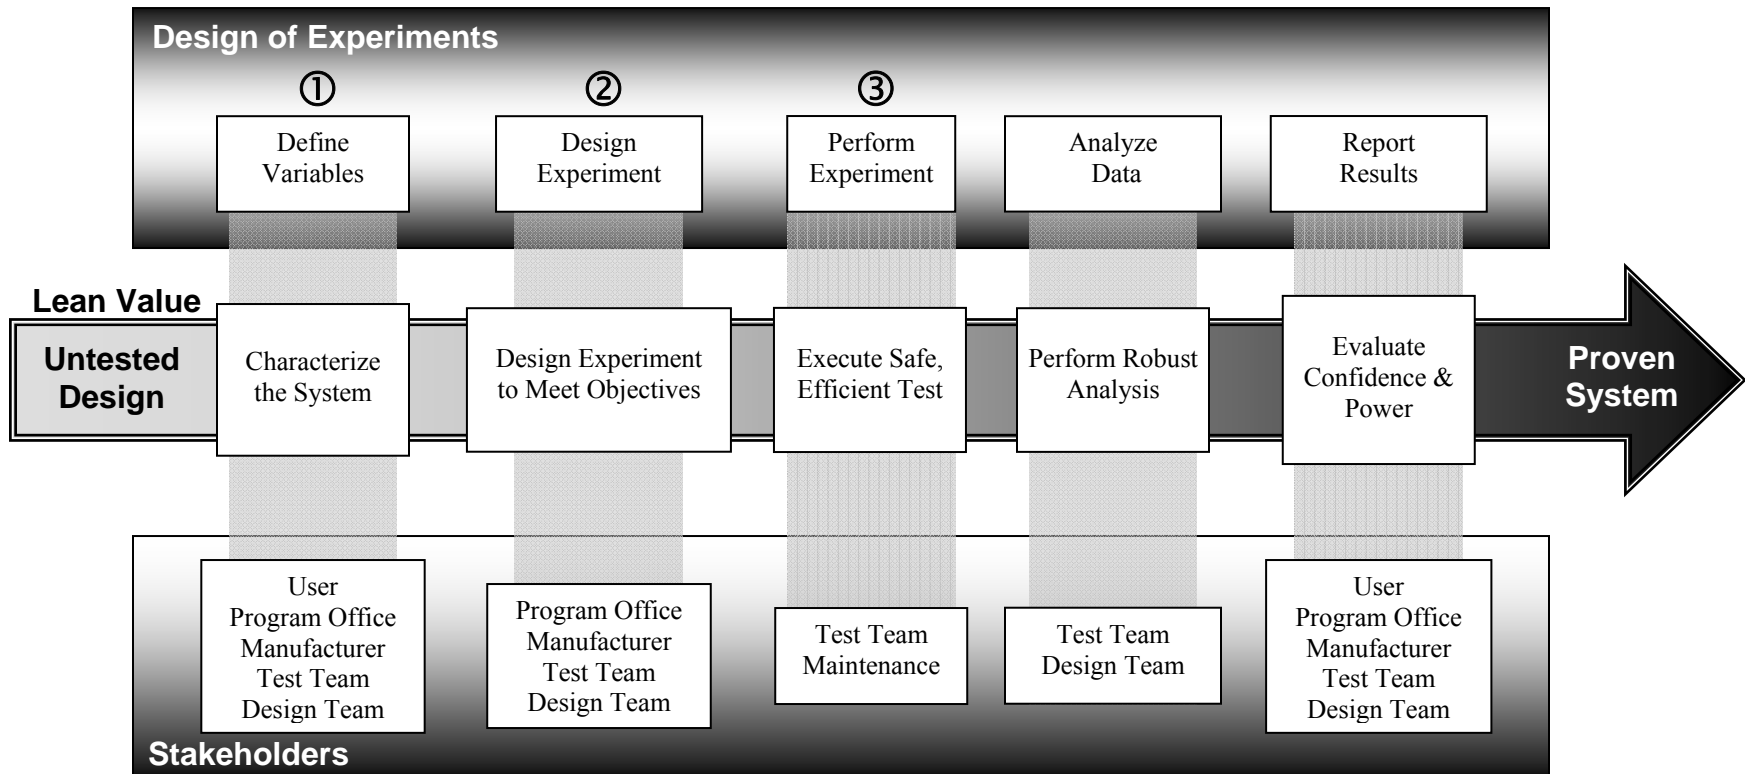 Design of Experiments
①
②
③
Define
Variables
Design
Experiment
Perform
Experiment
Analyze
Data
Report
Results
Lean Value
Untested
Design
Characterize
the System
Design Experiment
to Meet Objectives
Execute Safe,
Efficient Test
Perform Robust
Analysis
Evaluate
Confidence &
Power
Proven
System
User
Program Office
Manufacturer
Test Team
Design Team
Program Office
Manufacturer
Test Team
Design Team
Test Team
Maintenance
Test Team
Design Team
User
Program Office
Manufacturer
Test Team
Design Team
Stakeholders